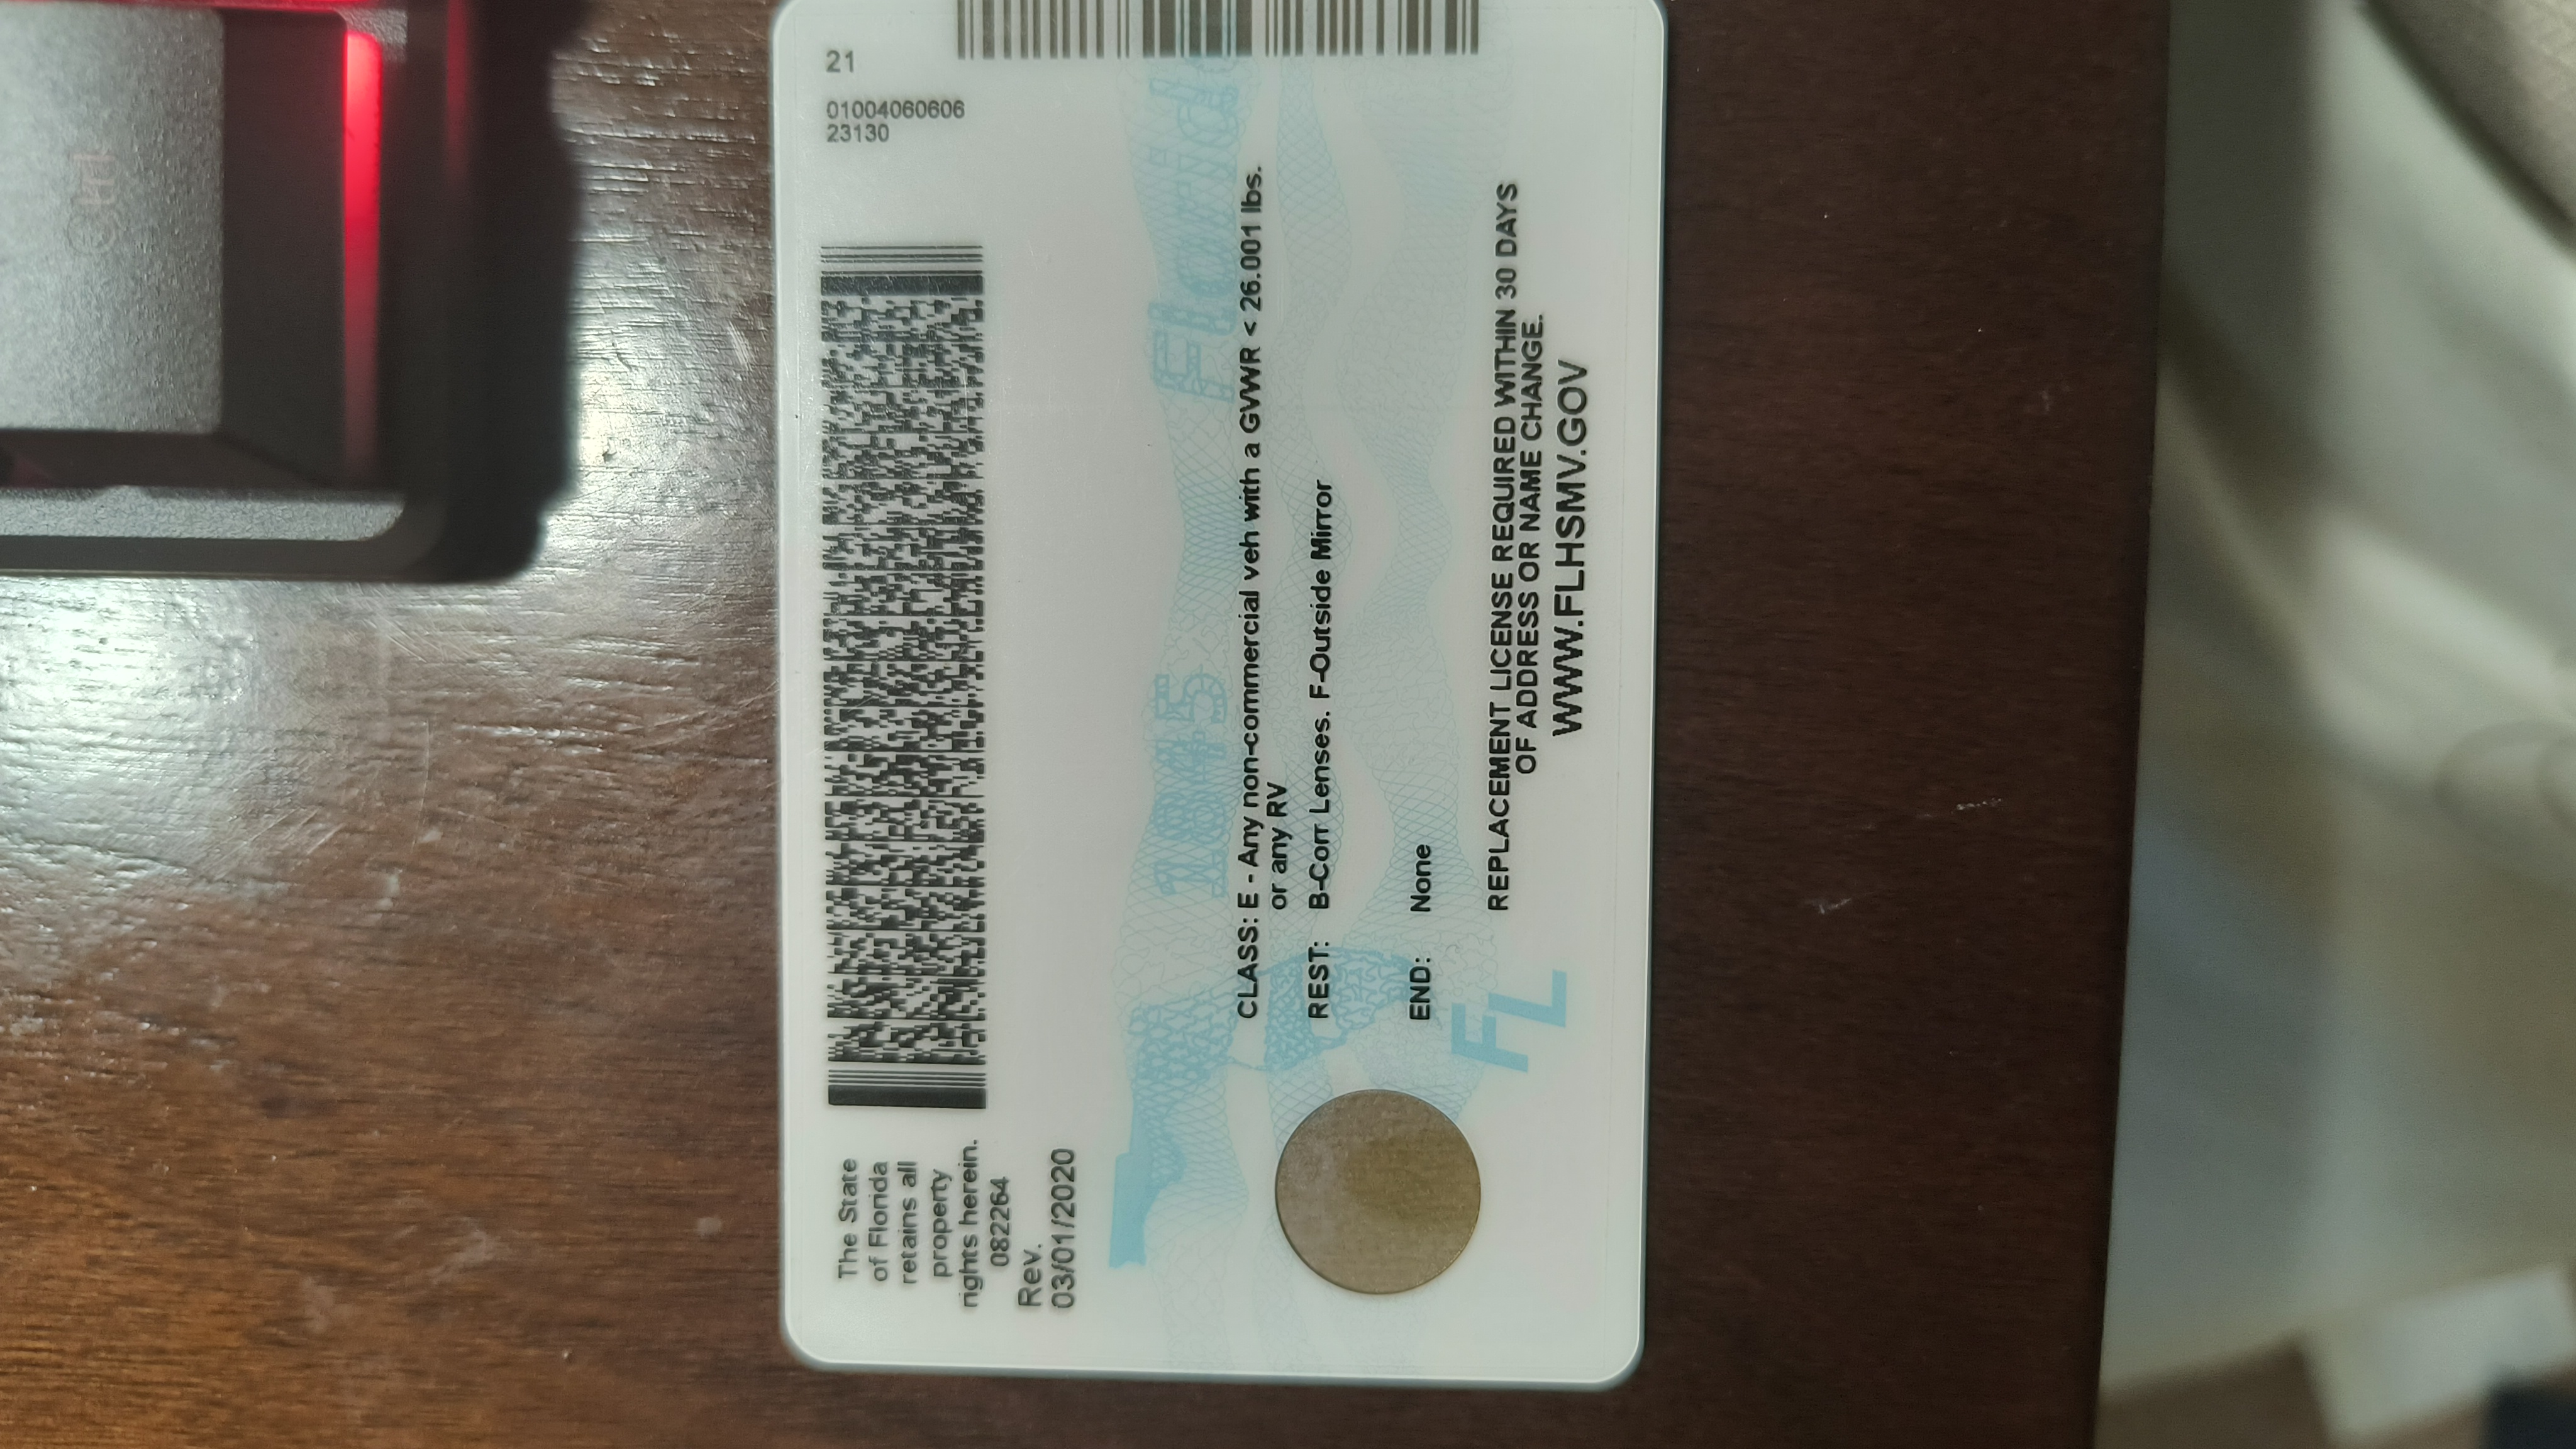 Ctrl
The State
of Florida
retains all
property
rights herein.
082264
Rev.
03/01/2020
21
0100406060606
23130
1845
Florid
CLASS: E - Any non-commercial veh with a GVWR < 26.001 lbs.
or any RV
REST: B-Corr Lenses. F-Outside Mirror
END: None
FL
REPLACEMENT LICENSE REQUIRED WITHIN 30 DAYS
OF ADDRESS OR NAME CHANGE.
WWW.FLHSMV.GOV